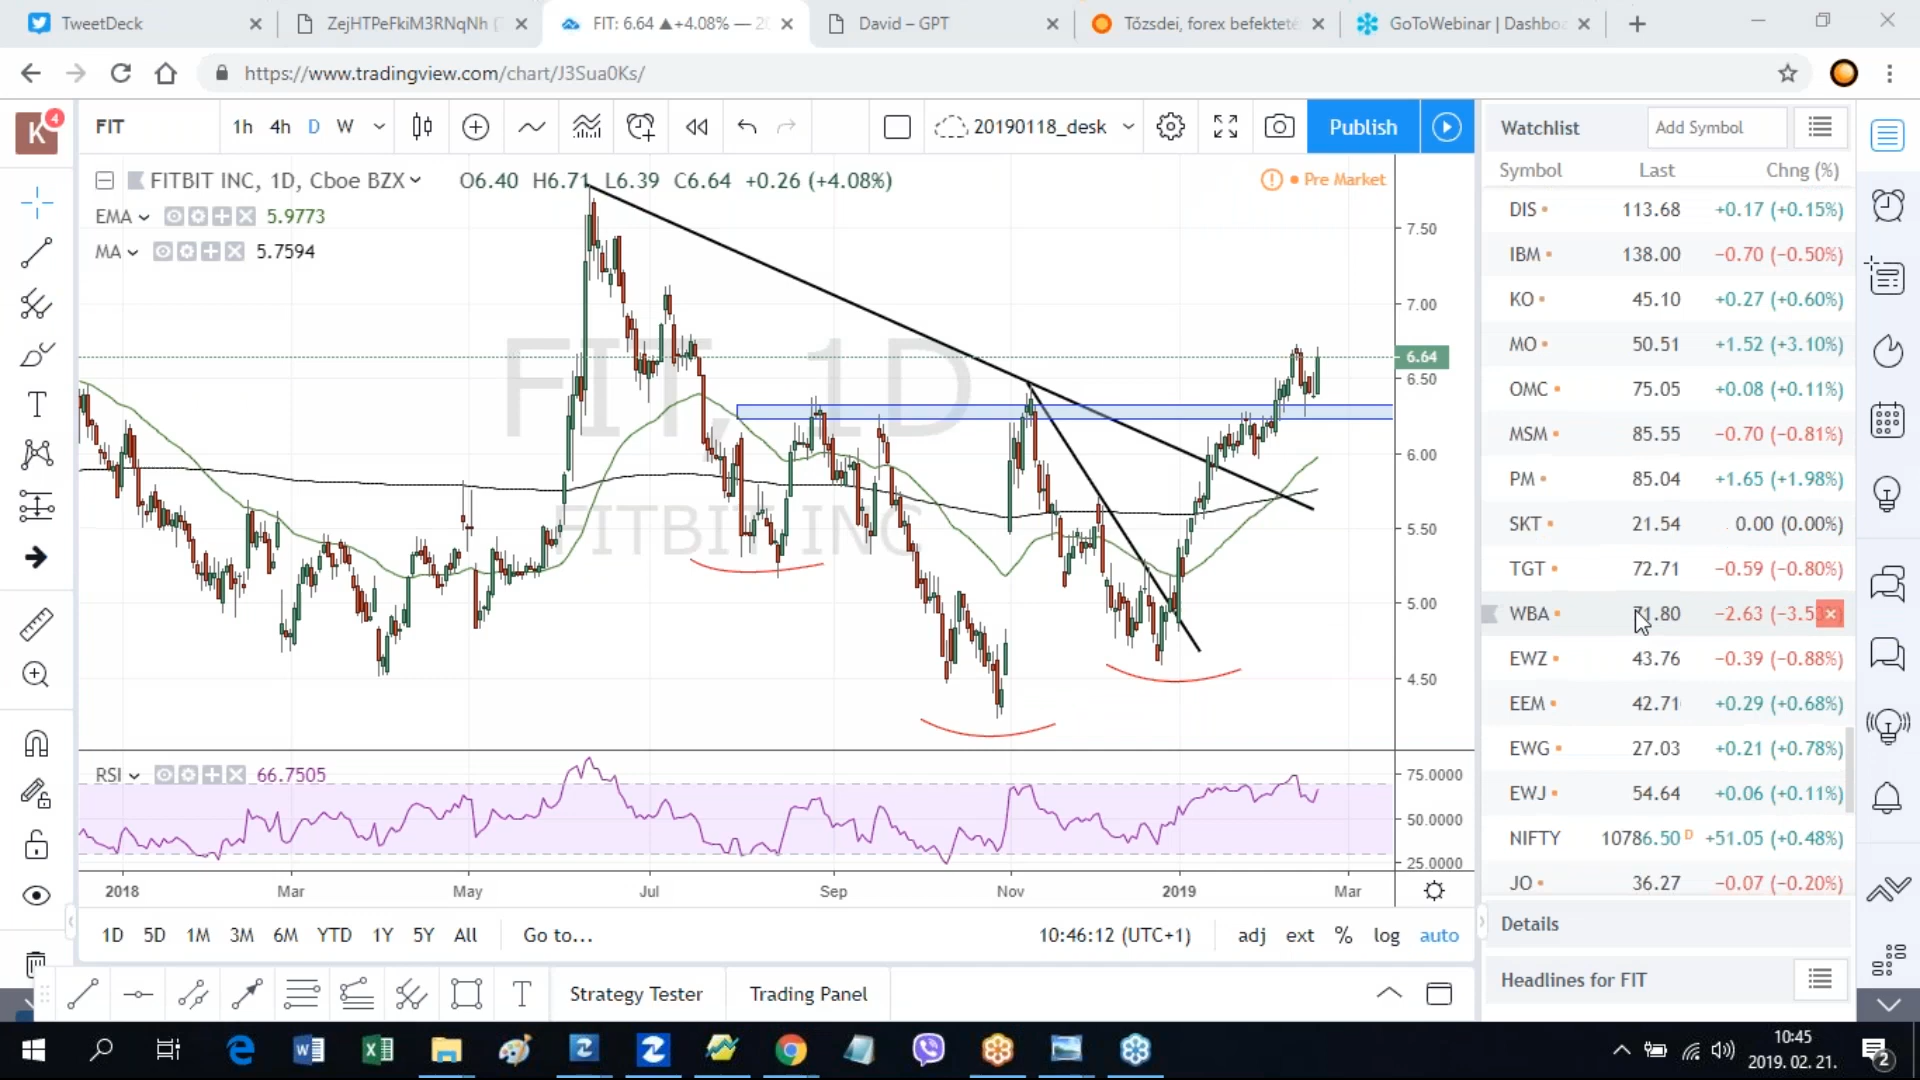 TweetDeck
ZejHTPeFkiM3RNqNh
FIT: 6.64 ▲+4.08% — 20
David – GPT
Tőzsdei, forex befekteté
GoToWebinar | Dashboa
https://www.tradingview.com/chart/J3Sua0Ks/
K 4
FIT 1h 4h D W
20190118_desk
Publish
Watchlist Add Symbol
FITBIT INC, 1D, Cboe BZX O6.40 H6.71 L6.39 C6.64 +0.26 (+4.08%)
Pre Market
EMA 5.9773
MA 5.7594
FIT, 1D
FITBIT INC
7.50
7.00
6.64
6.50
6.00
5.50
5.00
4.50
RSI 66.7505
75.0000
50.0000
25.0000
2018 Mar May Jul Sep Nov 2019 Mar
1D 5D 1M 3M 6M YTD 1Y 5Y All Go to...
10:46:12 (UTC+1) adj ext % log auto
Strategy Tester Trading Panel
Symbol Last Chng (%)
DIS 113.68 +0.17 (+0.15%)
IBM 138.00 −0.70 (−0.50%)
KO 45.10 +0.27 (+0.60%)
MO 50.51 +1.52 (+3.10%)
OMC 75.05 +0.08 (+0.11%)
MSM 85.55 −0.70 (−0.81%)
PM 85.04 +1.65 (+1.98%)
SKT 21.54 0.00 (0.00%)
TGT 72.71 −0.59 (−0.80%)
WBA 71.80 −2.63
EWZ 43.76 −0.39 (−0.88%)
EEM 42.71 +0.29 (+0.68%)
EWG 27.03 +0.21 (+0.78%)
EWJ 54.64 +0.06 (+0.11%)
NIFTY 10786.50 D +51.05 (+0.48%)
JO 36.27 −0.07 (−0.20%)
Details
Headlines for FIT
10:45
2019. 02. 21.
2